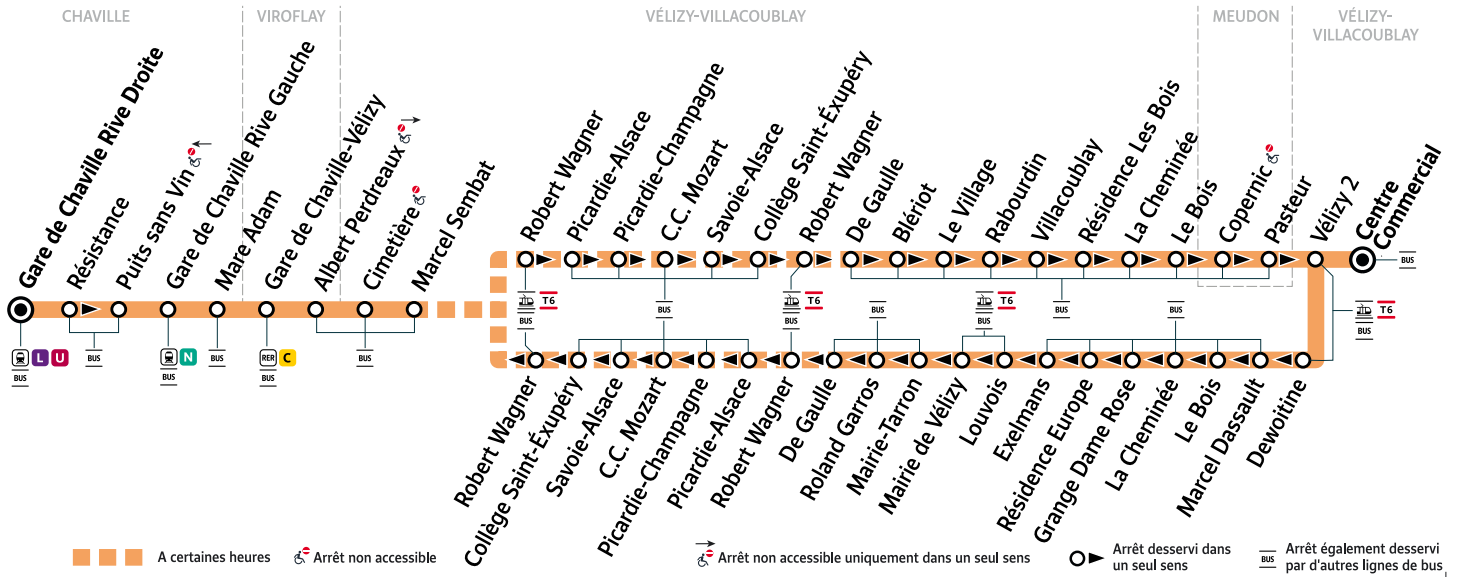 CHAVILLE
VIROFLAY
VÉLIZY-VILLACOUBLAY
MEUDON
VÉLIZY-
VILLACOUBLAY
Gare de Chaville Rive Droite
Résistance
Puits sans Vin
Gare de Chaville Rive Gauche
Mare Adam
Gare de Chaville-Vélizy
Albert Perdreaux
Cimetière
Marcel Sembat
Robert Wagner
Picardie-Alsace
Picardie-Champagne
C.C. Mozart
Savoie-Alsace
Collège Saint-Éxupéry
Robert Wagner
De Gaulle
Blériot
Le Village
Rabourdin
Villacoublay
Résidence Les Bois
La Cheminée
Le Bois
Copernic
Pasteur
Vélizy 2
Centre
Commercial
BUS
L U
BUS
BUS
N
BUS
BUS
RER C
BUS
BUS
T6
BUS
BUS
T6
BUS
BUS
T6
BUS
BUS
BUS
T6
BUS
Robert Wagner
Collège Saint-Éxupéry
Savoie-Alsace
C.C. Mozart
Picardie-Champagne
Picardie-Alsace
Robert Wagner
De Gaulle
Roland Garros
Mairie-Tarron
Mairie de Vélizy
Louvois
Exelmans
Résidence Europe
Grange Dame Rose
La Cheminée
Le Bois
Marcel Dassault
Dewotine
A certaines heures
Arrêt non accessible
Arrêt non accessible uniquement dans un seul sens
Arrêt desservi dans
un seul sens
BUS
Arrêt également desservi
par d'autres lignes de bus